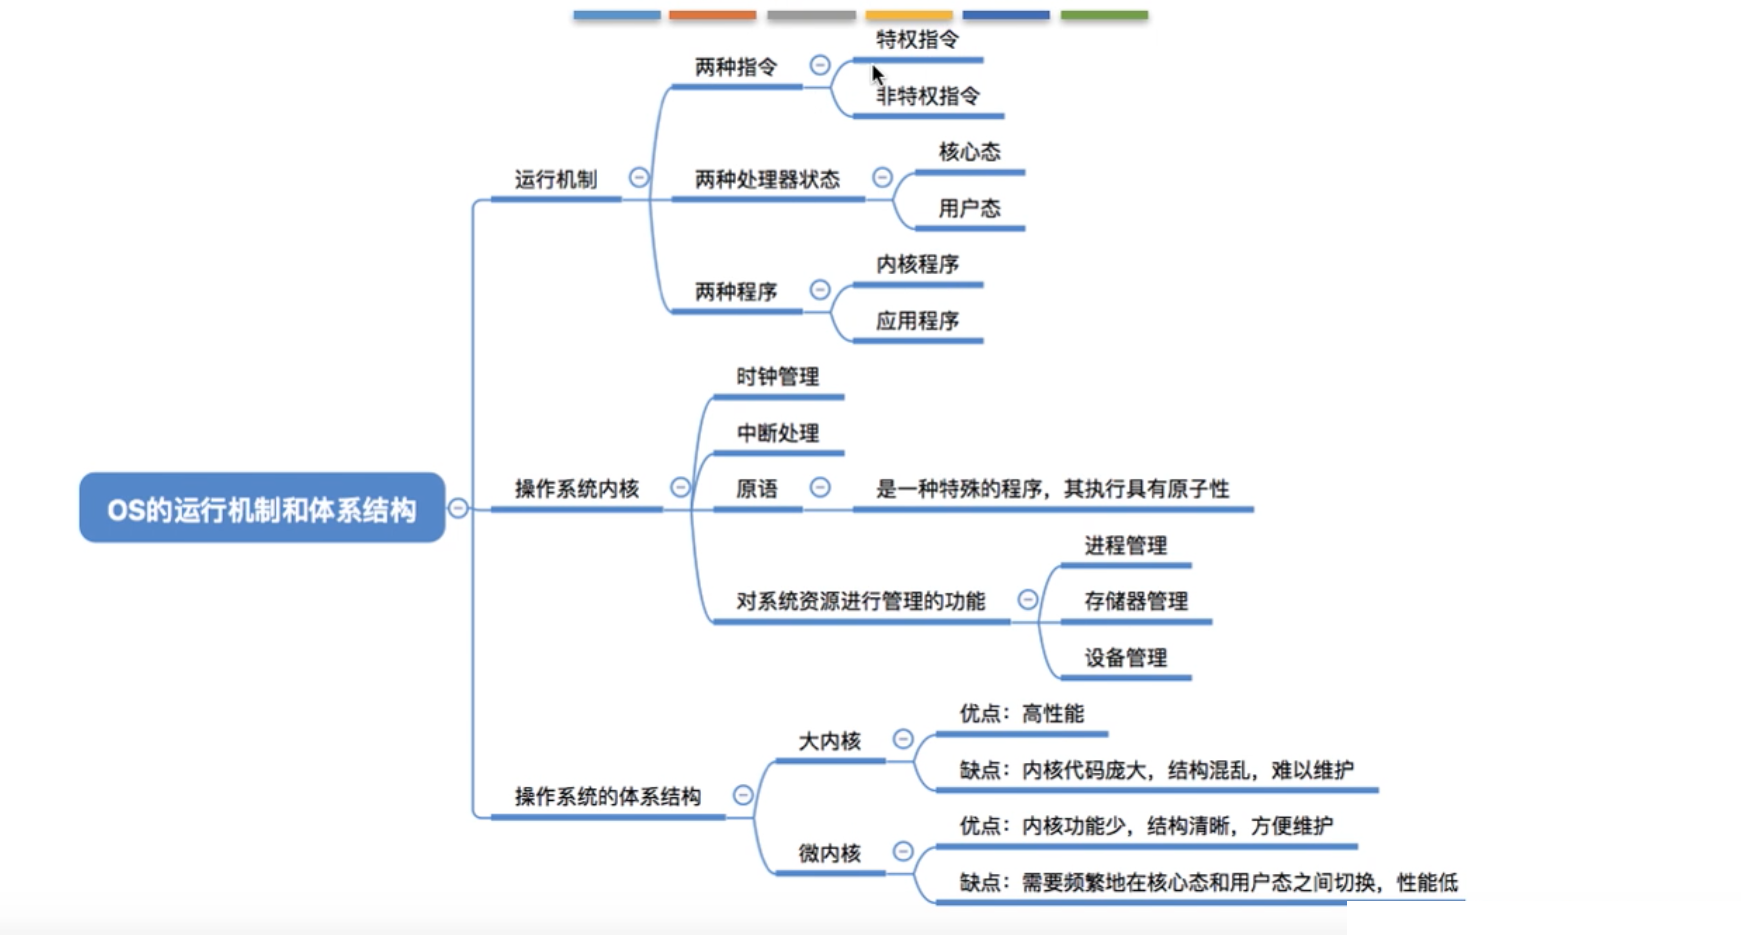 特权指令
两种指令
非特权指令
核心态
运行机制
两种处理器状态
用户态
内核程序
两种程序
应用程序
时钟管理
中断处理
操作系统内核
原语
是一种特殊的程序，其执行具有原子性
OS的运行机制和体系结构
进程管理
对系统资源进行管理的功能
存储器管理
设备管理
优点：高性能
大内核
缺点：内核代码庞大，结构混乱，难以维护
操作系统的体系结构
优点：内核功能少，结构清晰，方便维护
微内核
缺点：需要频繁地在核心态和用户态之间切换，性能低